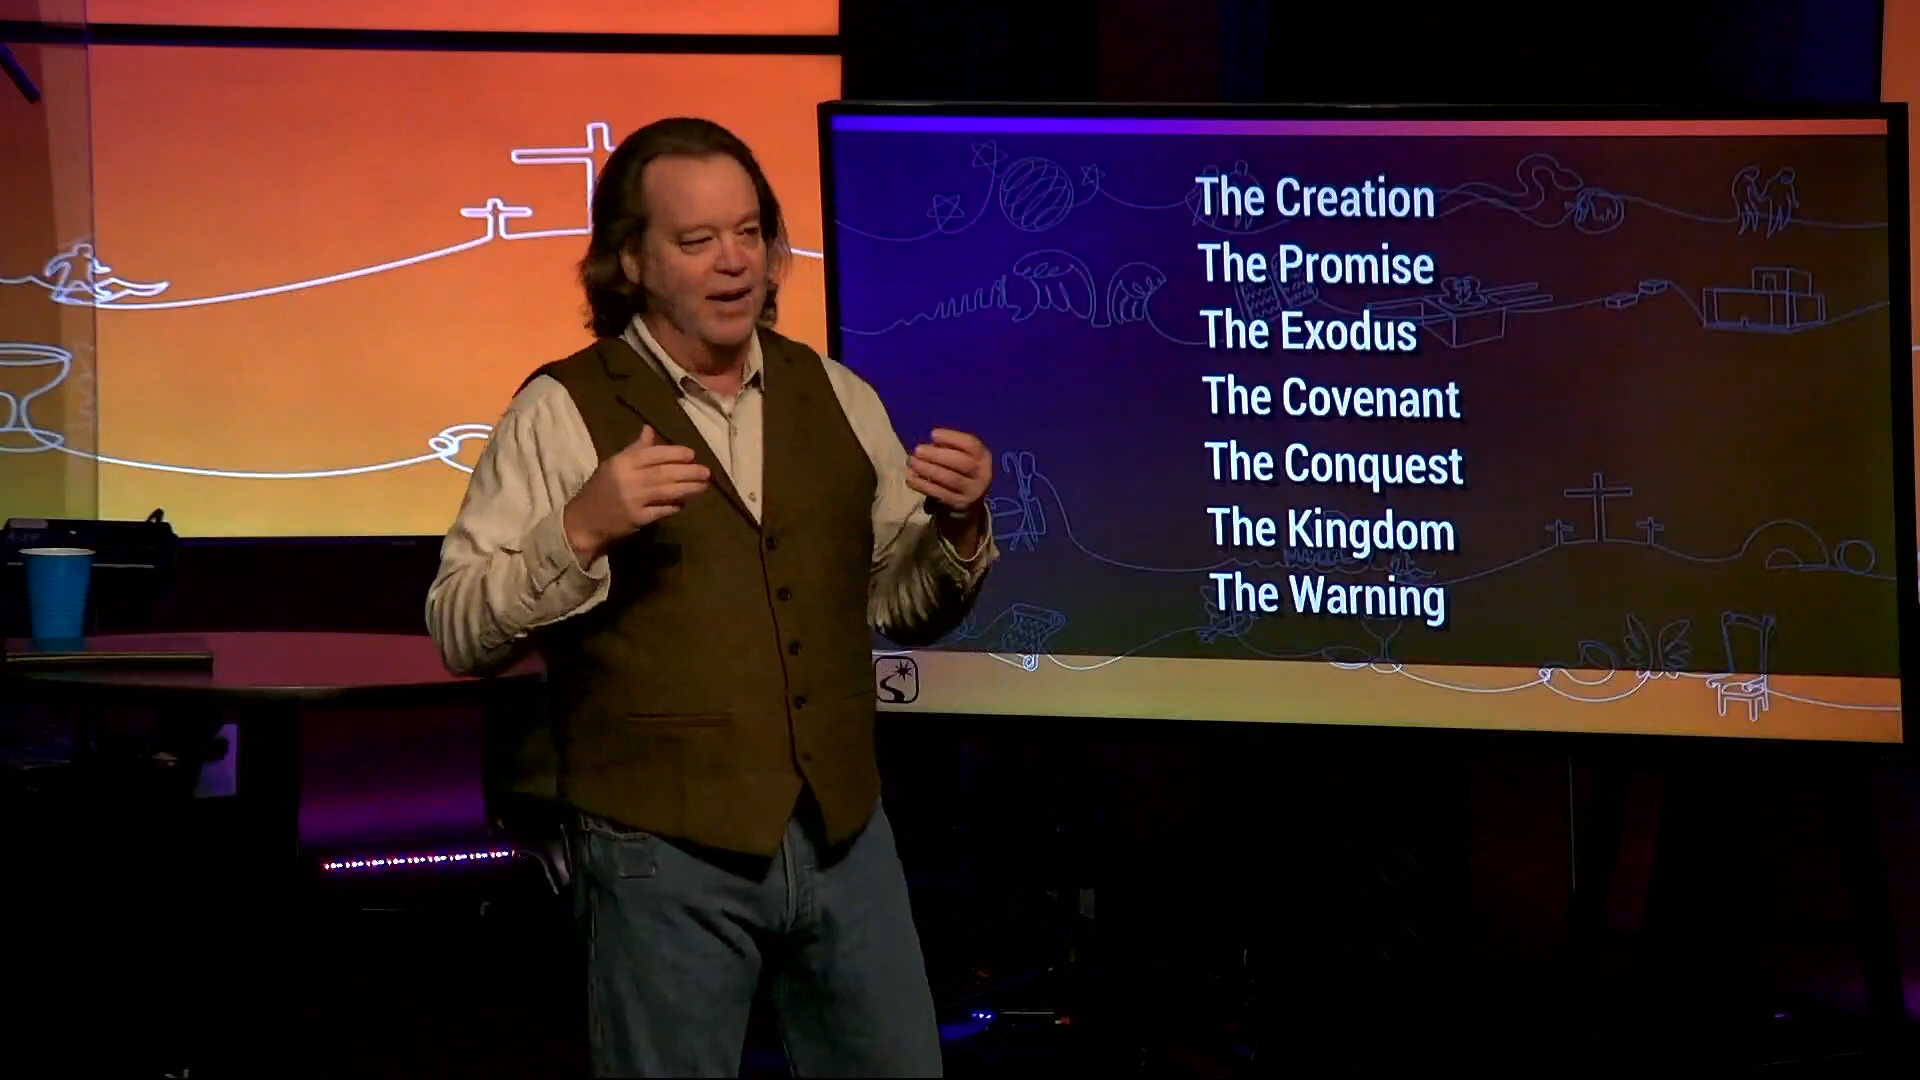 The Creation
The Promise
The Exodus
The Covenant
The Conquest
The Kingdom
The Warning